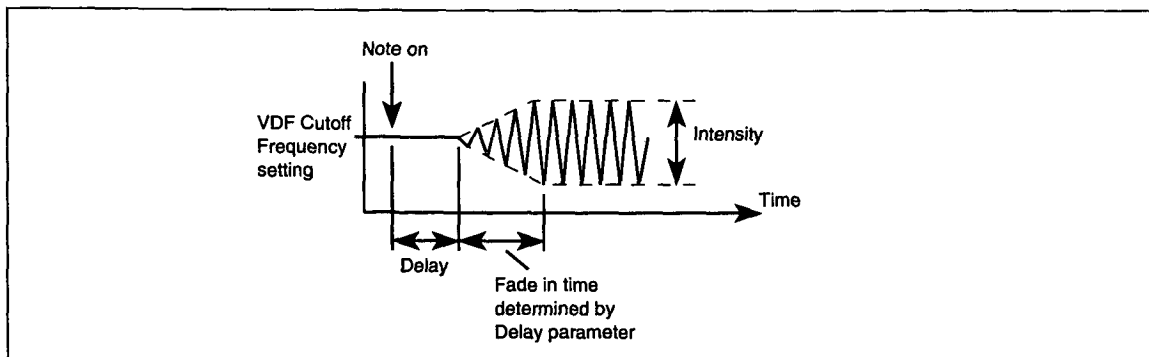 Note on
VDF Cutoff
Frequency
setting
Intensity
Time
Delay
Fade in time
determined by
Delay parameter